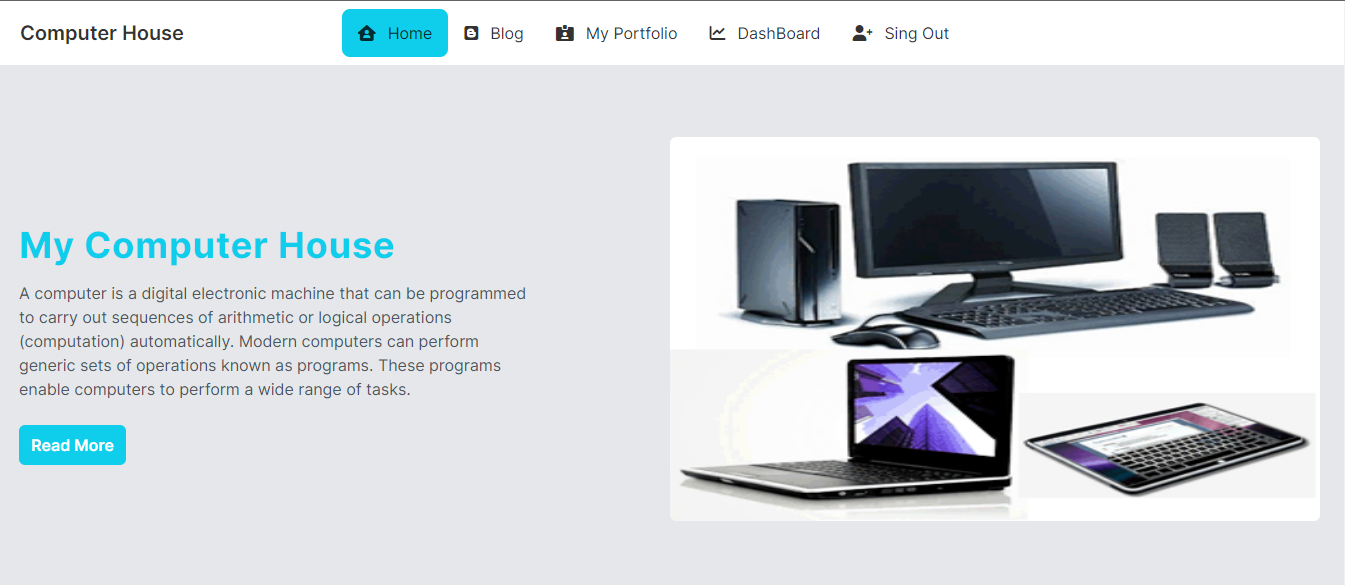 Computer House
Home
Blog
My Portfolio
DashBoard
Sing Out
My Computer House
A computer is a digital electronic machine that can be programmed
to carry out sequences of arithmetic or logical operations
(computation) automatically. Modern computers can perform
generic sets of operations known as programs. These programs
enable computers to perform a wide range of tasks.
Read More